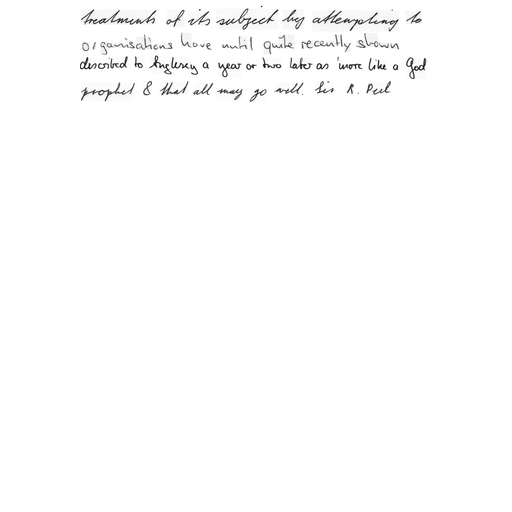 treatments of its subject by attempting to
organisations have until quite recently shown
described to Anglesey a year or two later as 'more like a God
prophet & that all may go well. Sir R. Peel